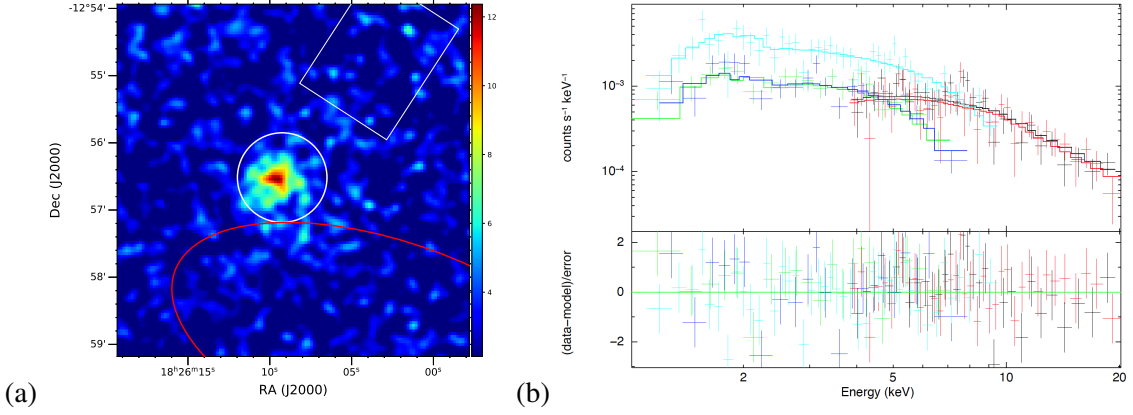 -12°54'
55'
56'
57'
58'
59'
Dec (J2000)
18ʰ26ᵐ15ˢ
10ˢ
05ˢ
00ˢ
RA (J2000)
12
10
8
6
4
(a)
counts s⁻¹ keV⁻¹
10⁻³
10⁻⁴
(data−model)/error
2
0
−2
2
5
10
20
Energy (keV)
(b)